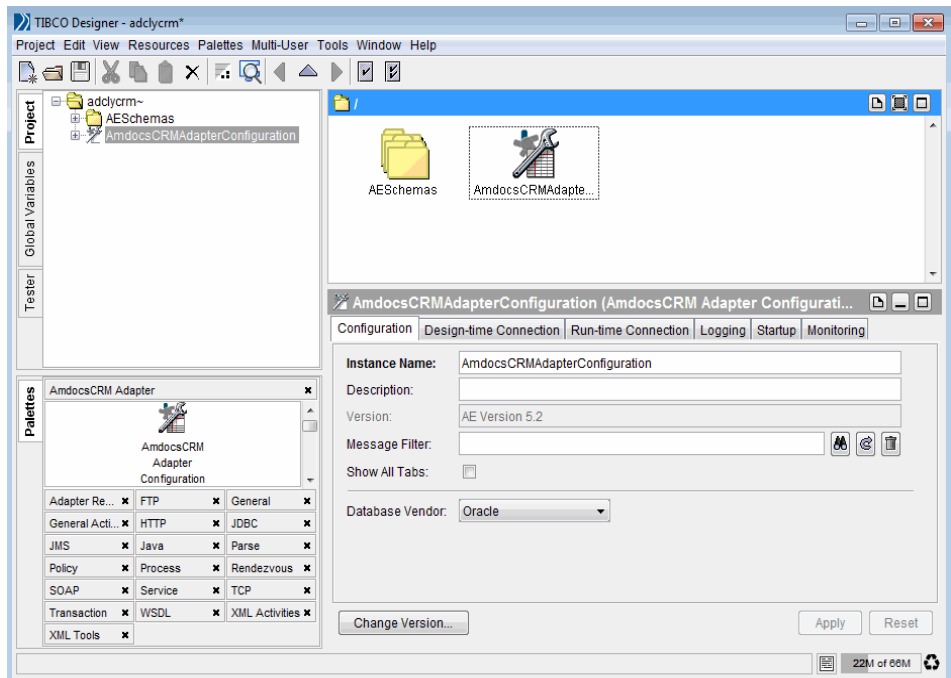 TIBCO Designer - adclycrm*
Project Edit View Resources Palettes Multi-User Tools Window Help
Project
Global Variables
Tester
adclycrm~
AESchemas
AmdocsCRMAdapterConfiguration
/
AESchemas
AmdocsCRMAdapte...
AmdocsCRMAdapterConfiguration (AmdocsCRM Adapter Configurati...
Configuration Design-time Connection Run-time Connection Logging Startup Monitoring
Instance Name: AmdocsCRMAdapterConfiguration
Description:
Version: AE Version 5.2
Message Filter:
Show All Tabs:
Database Vendor: Oracle
Change Version... Apply Reset
Palettes
AmdocsCRM Adapter
AmdocsCRM
Adapter
Configuration
Adapter Re... FTP General
General Acti... HTTP JDBC
JMS Java Parse
Policy Process Rendezvous
SOAP Service TCP
Transaction WSDL XML Activities
XML Tools
22M of 66M